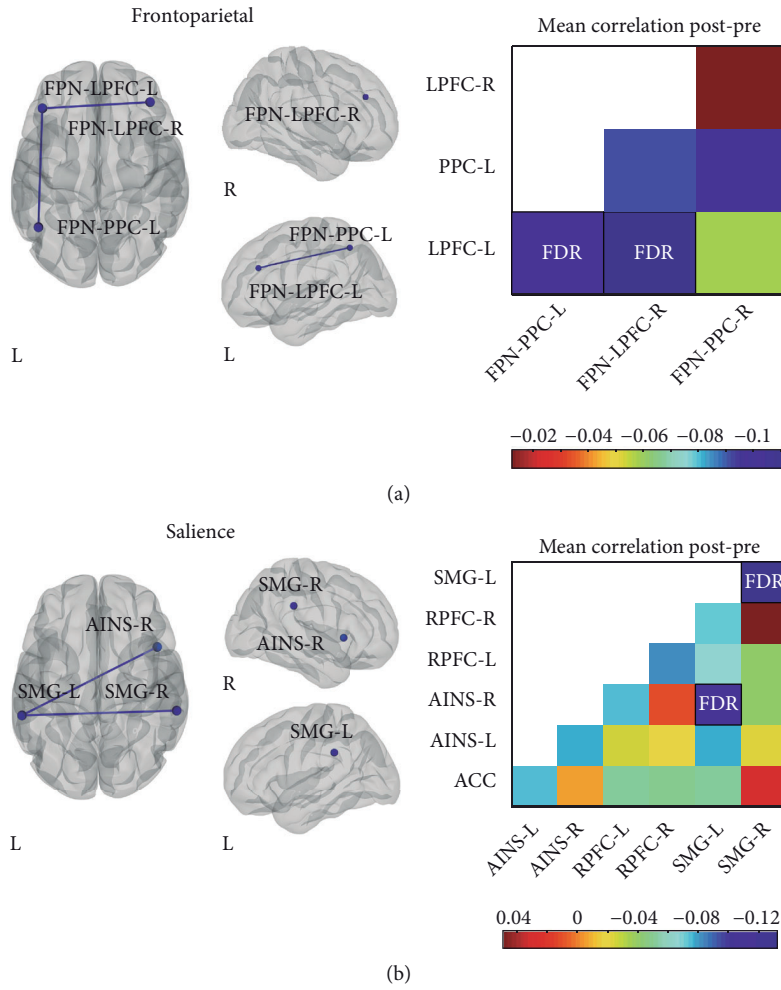 Frontoparietal
FPN-LPFC-L
FPN-LPFC-R
FPN-PPC-L
L
FPN-LPFC-R
R
FPN-PPC-L
FPN-LPFC-L
L
Mean correlation post-pre
LPFC-R
PPC-L
LPFC-L
FDR FDR
FPN-PPC-L FPN-LPFC-R FPN-PPC-R
−0.02 −0.04 −0.06 −0.08 −0.1
(a)
Salience
AINS-R
SMG-L SMG-R
L
SMG-R
AINS-R
R
SMG-L
L
Mean correlation post-pre
SMG-L FDR
RPFC-R
RPFC-L
AINS-R FDR
AINS-L
ACC
AINS-L AINS-R RPFC-L RPFC-R SMG-L SMG-R
0.04 0 −0.04 −0.08 −0.12
(b)